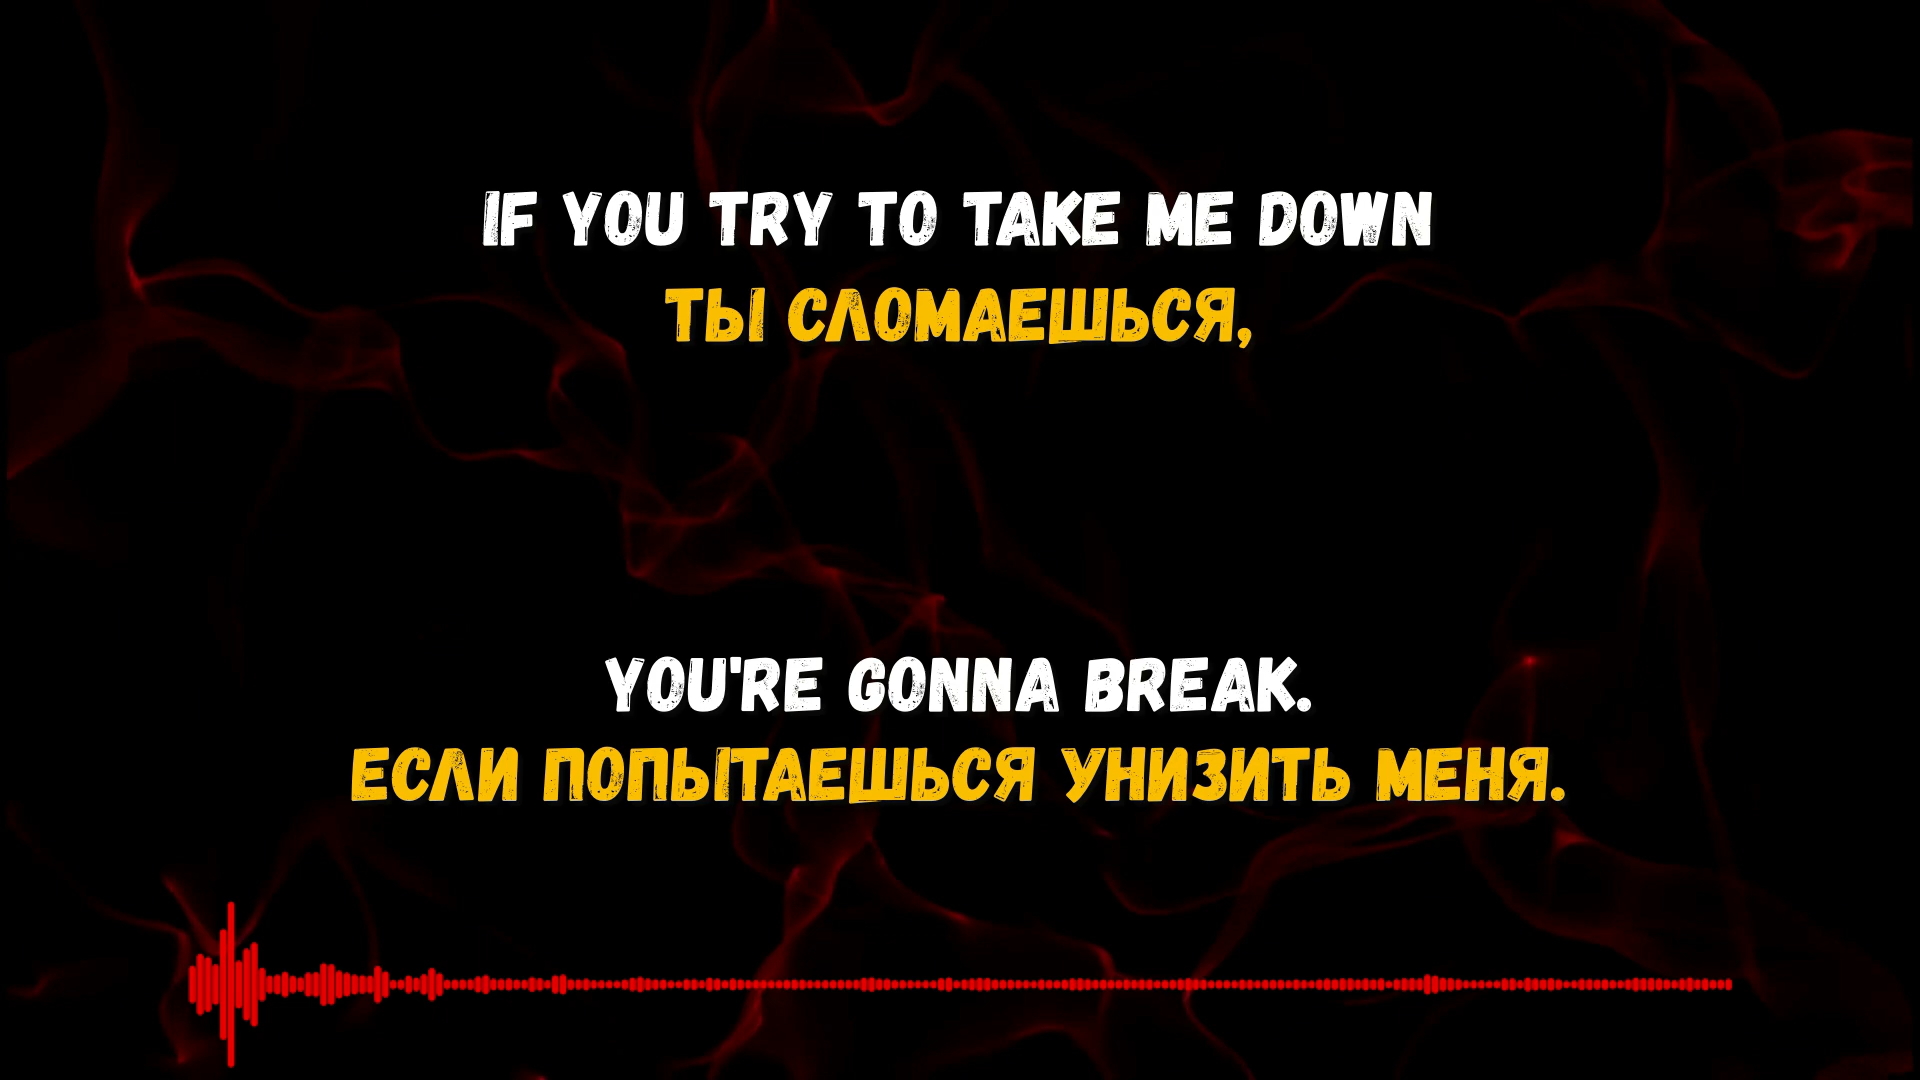 IF YOU TRY TO TAKE ME DOWN
ТЫ СЛОМАЕШЬСЯ,
YOU'RE GONNA BREAK.
ЕСЛИ ПОПЫТАЕШЬСЯ УНИЗИТЬ МЕНЯ.